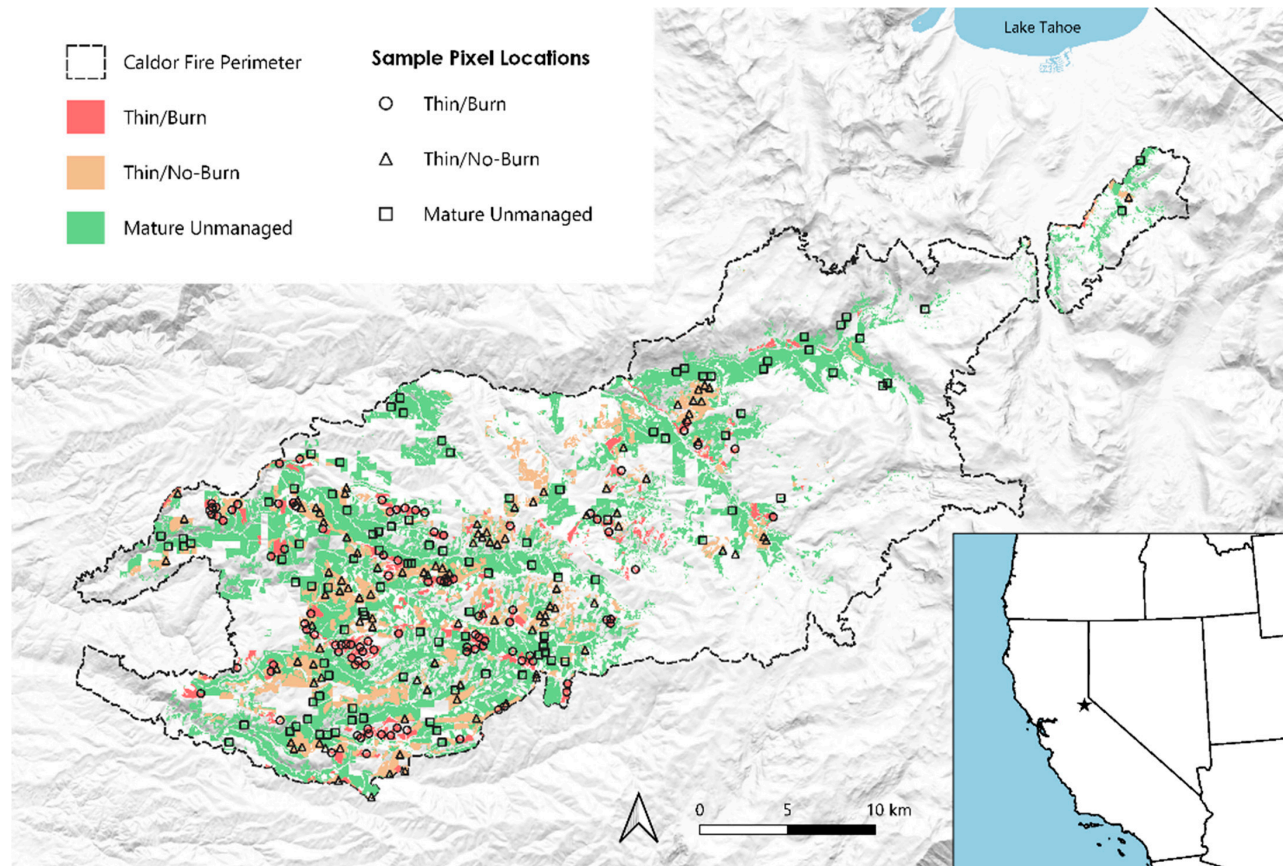 Lake Tahoe
Caldor Fire Perimeter
Thin/Burn
Thin/No-Burn
Mature Unmanaged
Sample Pixel Locations
Thin/Burn
Thin/No-Burn
Mature Unmanaged
0 5 10 km